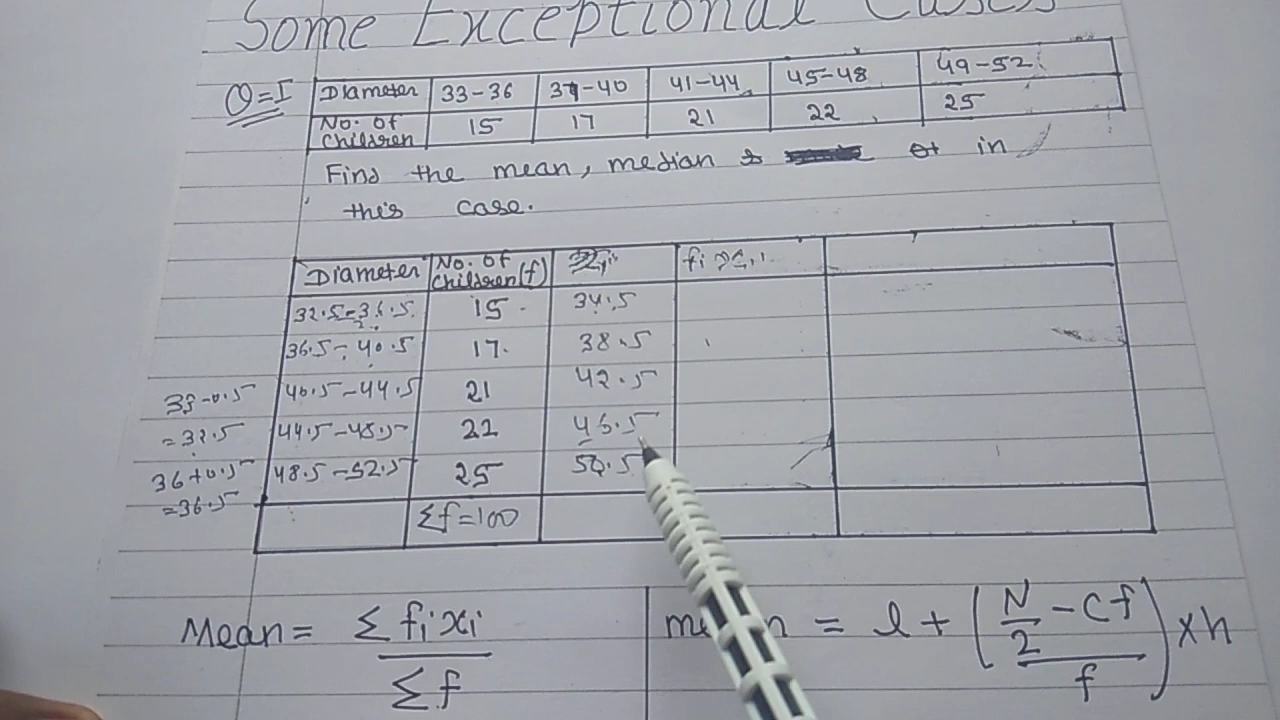 Some Exceptional Cases
Q=I
Diameter 33-36 37-40 41-44 45-48 49-52
No. of Children 15 17 21 22 25
Find the mean, median & of in
this case.
Diameter No. of Children(f) xi fixi
32.5-36.5 15 34.5
36.5-40.5 17 38.5
33-0.5 40.5-44.5 21 42.5
=32.5 44.5-48.5 22 46.5
36+0.5 48.5-52.5 25 50.5
=36.5
Σf=100
Mean = Σfixi / Σf
= l + (N/2 - Cf / f) × h